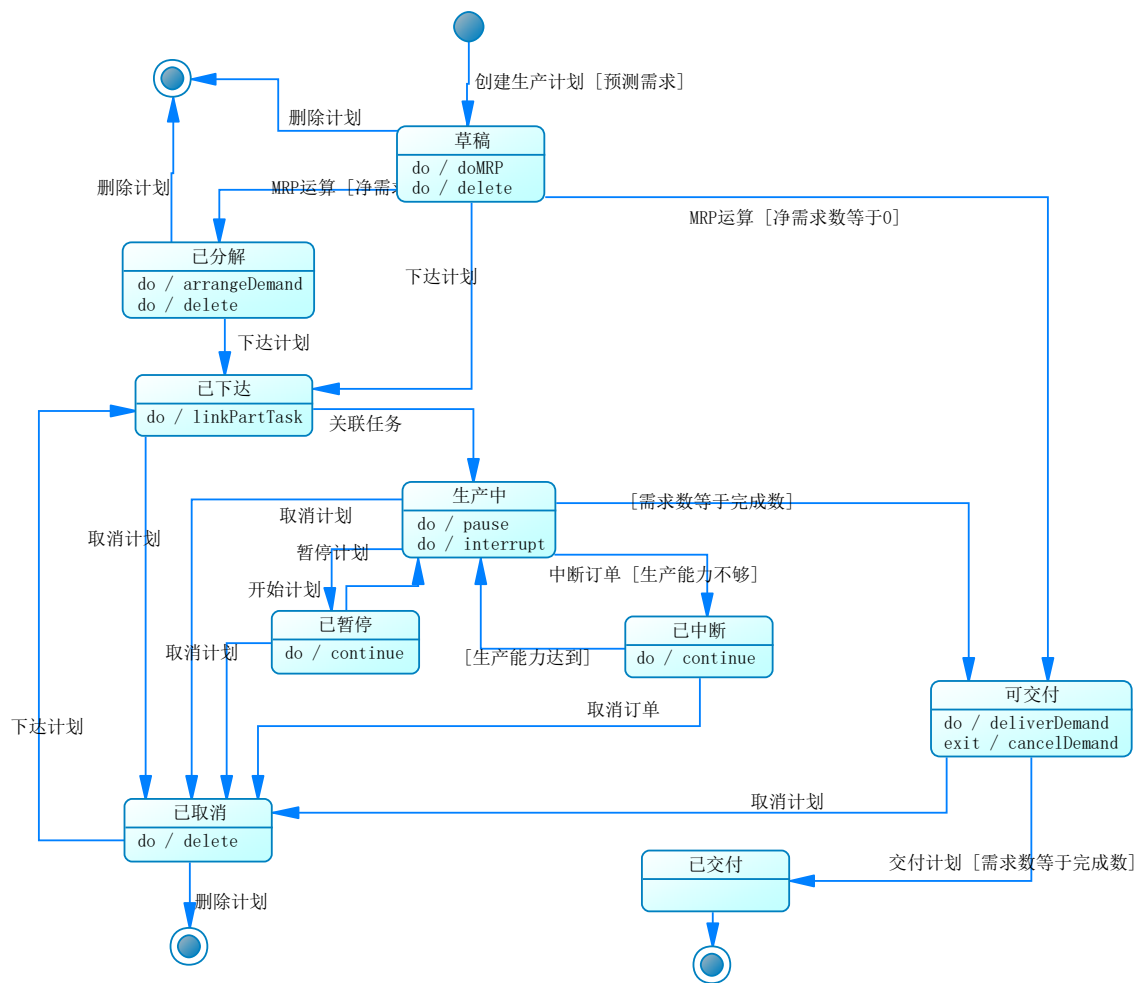 创建生产计划 [预测需求]
删除计划
草稿
do / doMRP
do / delete
删除计划
MRP运算 [净需
MRP运算 [净需求数等于0]
已分解
do / arrangeDemand
do / delete
下达计划
下达计划
已下达
do / linkPartTask
关联任务
生产中
do / pause
do / interrupt
[需求数等于完成数]
取消计划
取消计划
暂停计划
中断订单 [生产能力不够]
开始计划
已暂停
do / continue
已中断
do / continue
取消计划
[生产能力达到]
可交付
do / deliverDemand
exit / cancelDemand
取消订单
下达计划
取消计划
已取消
do / delete
已交付
交付计划 [需求数等于完成数]
删除计划